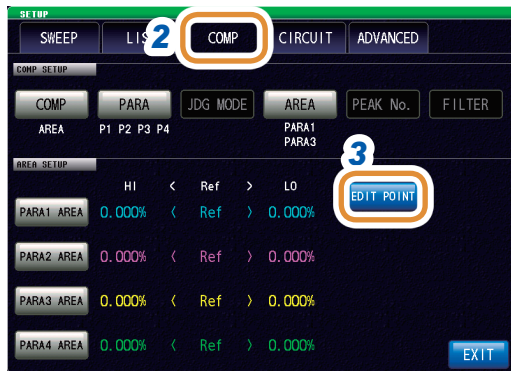 SETUP
SWEEP LIS 2 COMP CIRCUIT ADVANCED
COMP SETUP
COMP PARA JDG MODE AREA PEAK No. FILTER
AREA P1 P2 P3 P4 PARA1
PARA3
3
AREA SETUP
HI < Ref > LO
EDIT POINT
PARA1 AREA 0.000% < Ref > 0.000%
PARA2 AREA 0.000% < Ref > 0.000%
PARA3 AREA 0.000% < Ref > 0.000%
PARA4 AREA 0.000% < Ref > 0.000%
EXIT